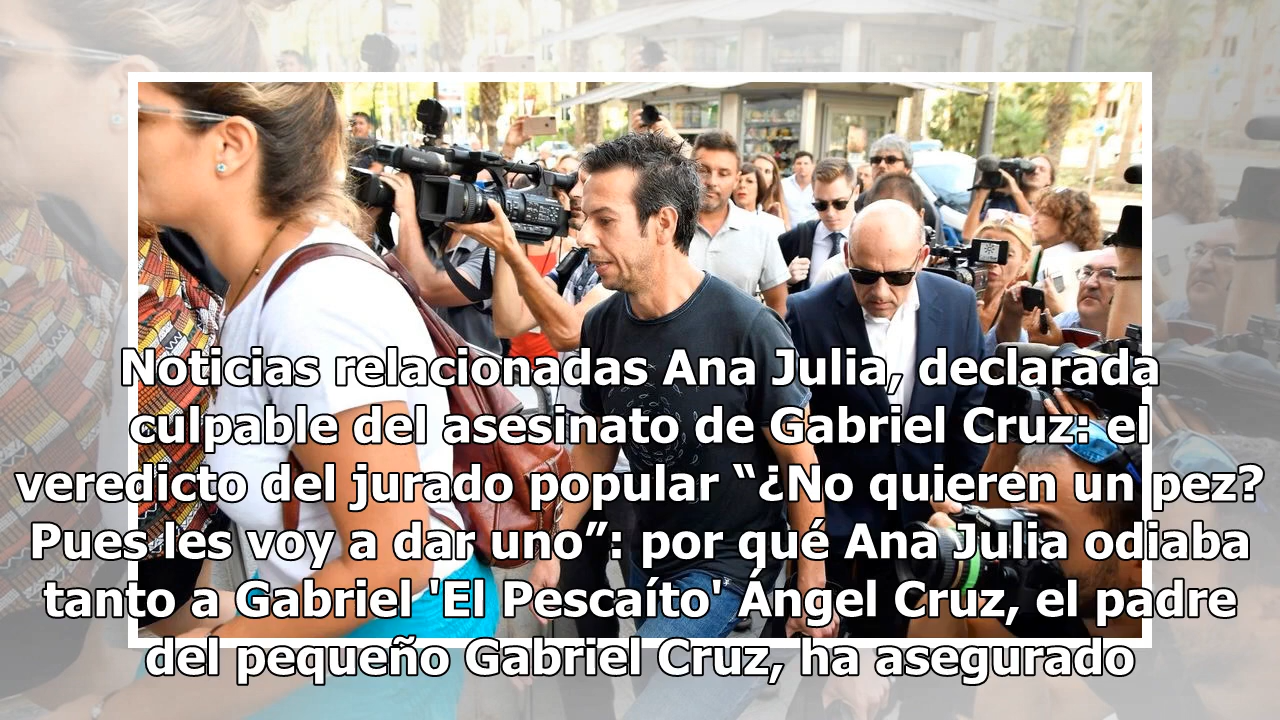 Noticias relacionadas Ana Julia, declarada
culpable del asesinato de Gabriel Cruz: el
veredicto del jurado popular “¿No quieren un pez?
Pues les voy a dar uno”: por qué Ana Julia odiaba
tanto a Gabriel 'El Pescaíto' Ángel Cruz, el padre
del pequeño Gabriel Cruz, ha asegurado